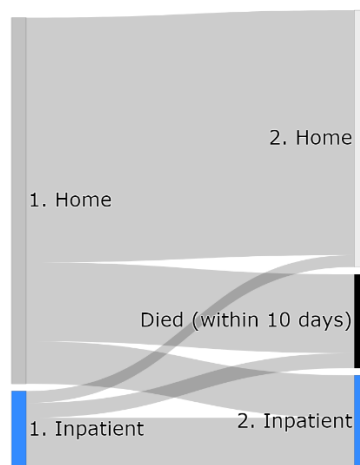 2. Home
1. Home
Died (within 10 days)
2. Inpatient
1. Inpatient